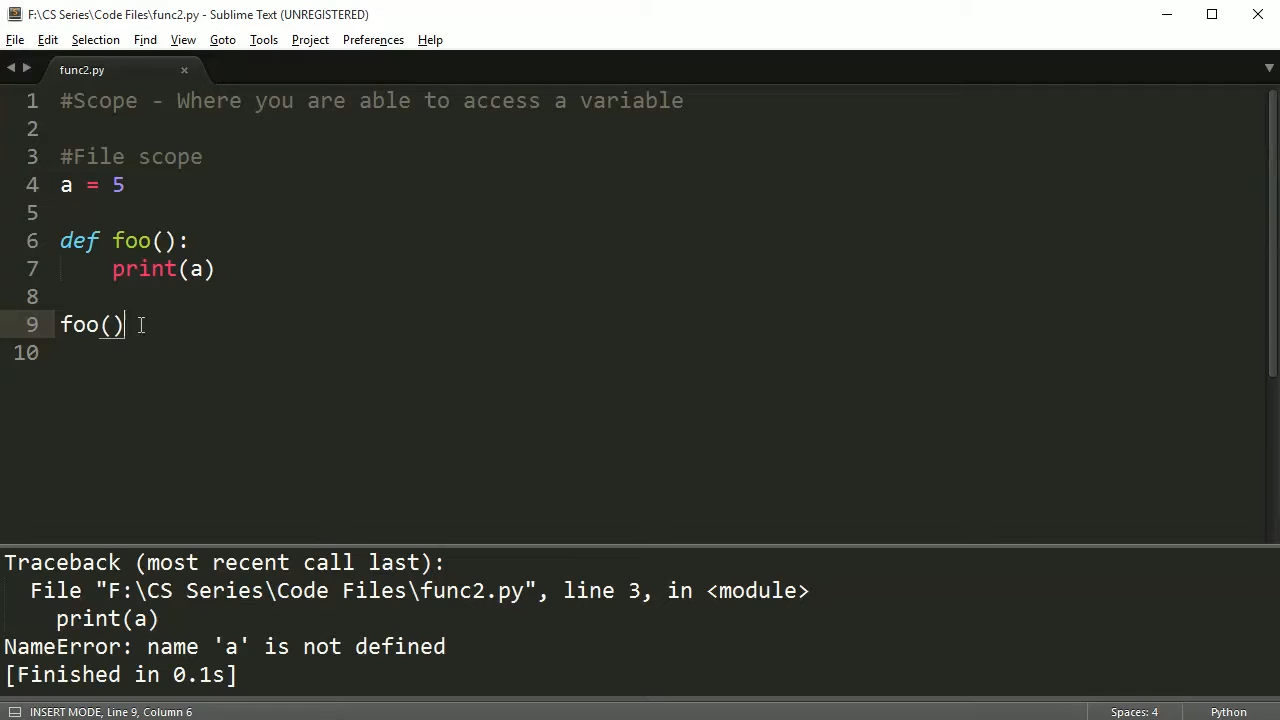 F:\CS Series\Code Files\func2.py - Sublime Text (UNREGISTERED)
File Edit Selection Find View Goto Tools Project Preferences Help
func2.py
1 #Scope - Where you are able to access a variable
2
3 #File scope
4 a = 5
5
6 def foo():
7     print(a)
8
9 foo()
10
Traceback (most recent call last):
  File "F:\CS Series\Code Files\func2.py", line 3, in <module>
    print(a)
NameError: name 'a' is not defined
[Finished in 0.1s]
INSERT MODE, Line 9, Column 6 Spaces: 4 Python